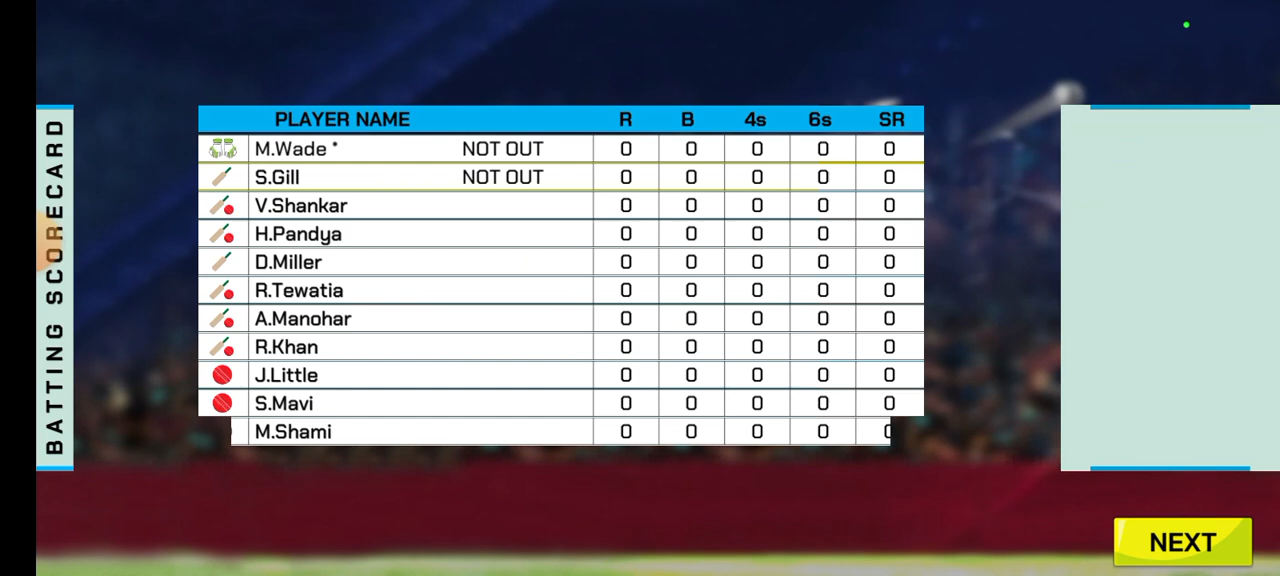 BATTING SCORECARD
PLAYER NAME R B 4s 6s SR
M.Wade * NOT OUT 0 0 0 0 0
S.Gill NOT OUT 0 0 0 0 0
V.Shankar 0 0 0 0 0
H.Pandya 0 0 0 0 0
D.Miller 0 0 0 0 0
R.Tewatia 0 0 0 0 0
A.Manohar 0 0 0 0 0
R.Khan 0 0 0 0 0
J.Little 0 0 0 0 0
S.Mavi 0 0 0 0 0
M.Shami 0 0 0 0 0
NEXT